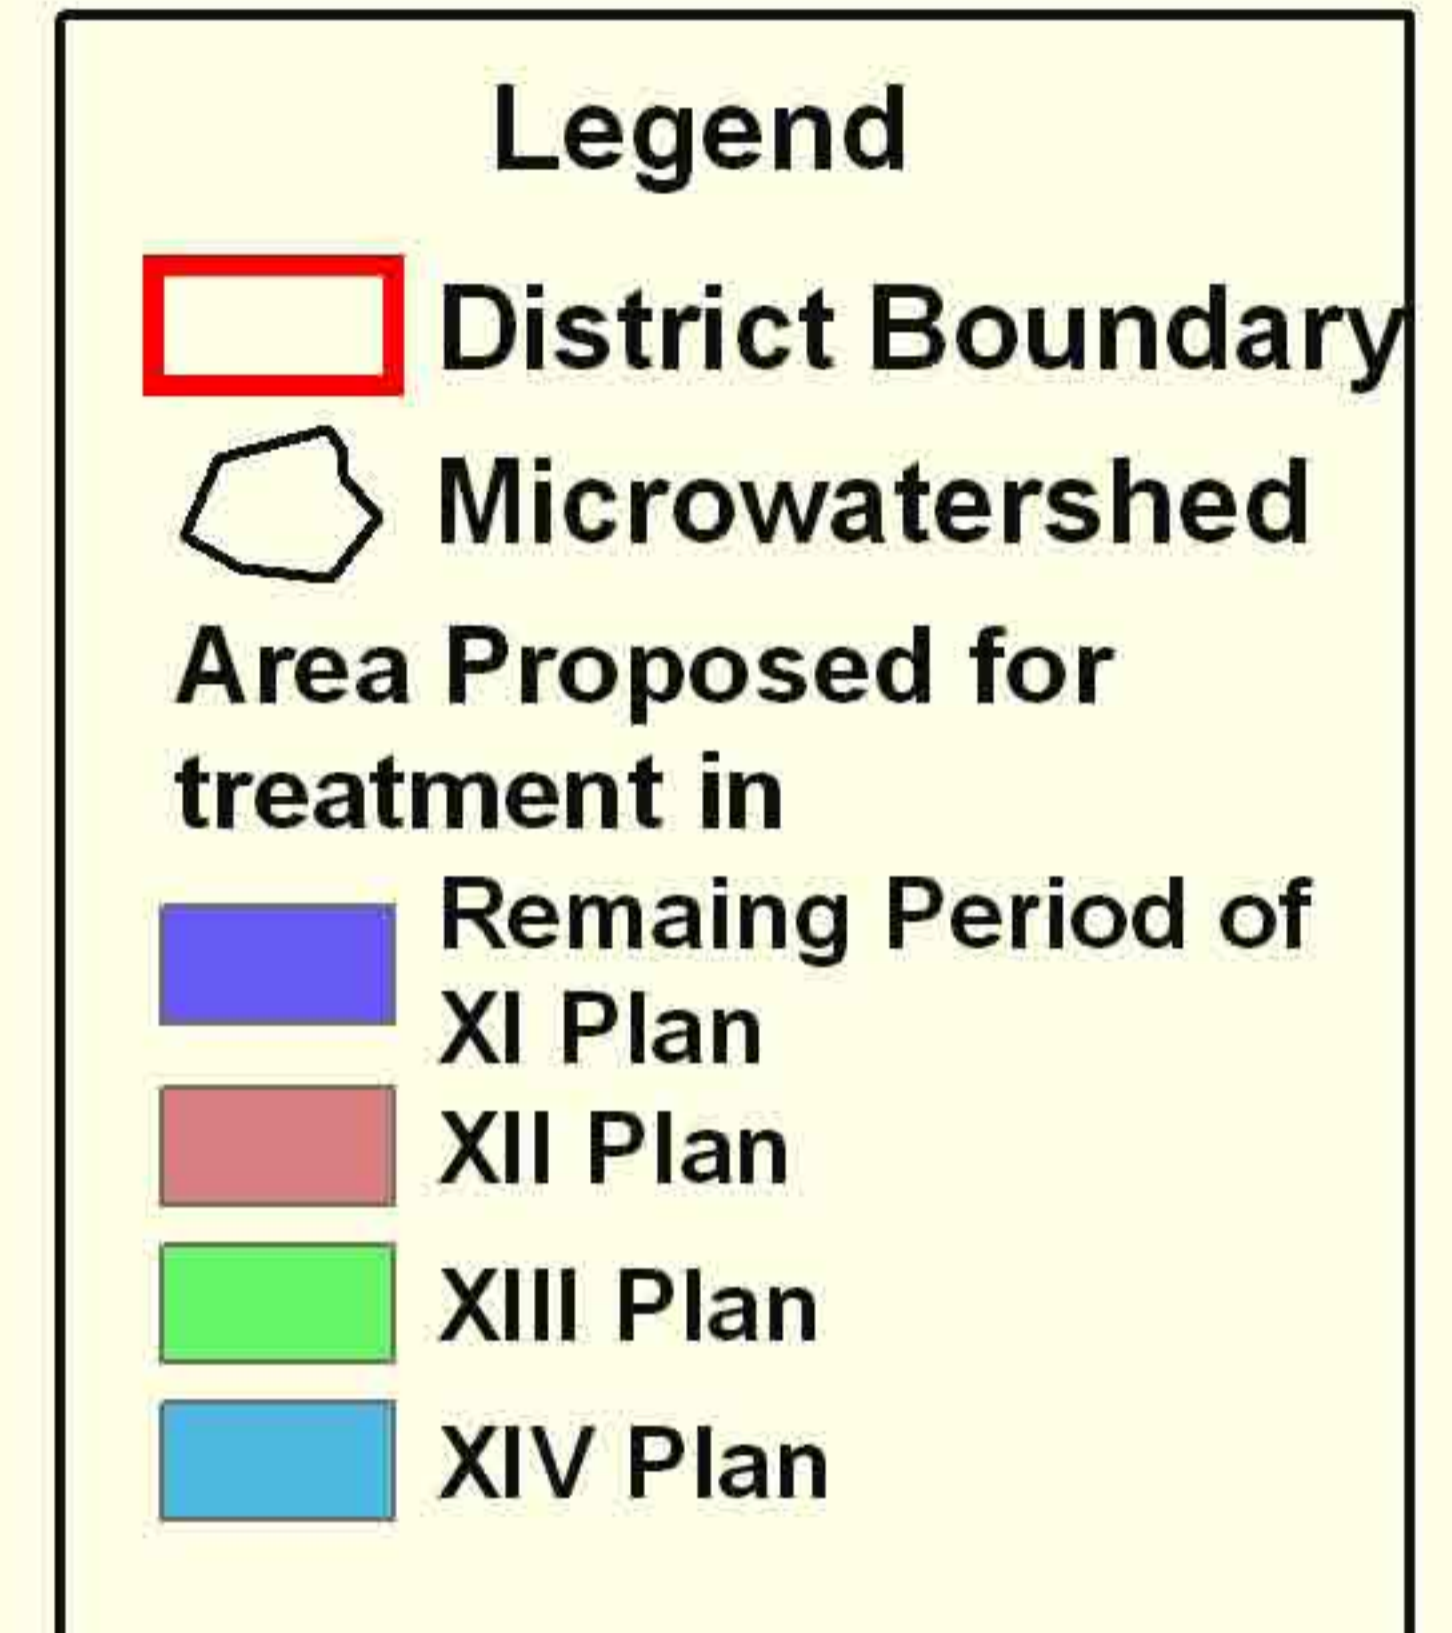 Legend
District Boundary
Microwatershed
Area Proposed for
treatment in
Remaing Period of
XI Plan
XII Plan
XIII Plan
XIV Plan